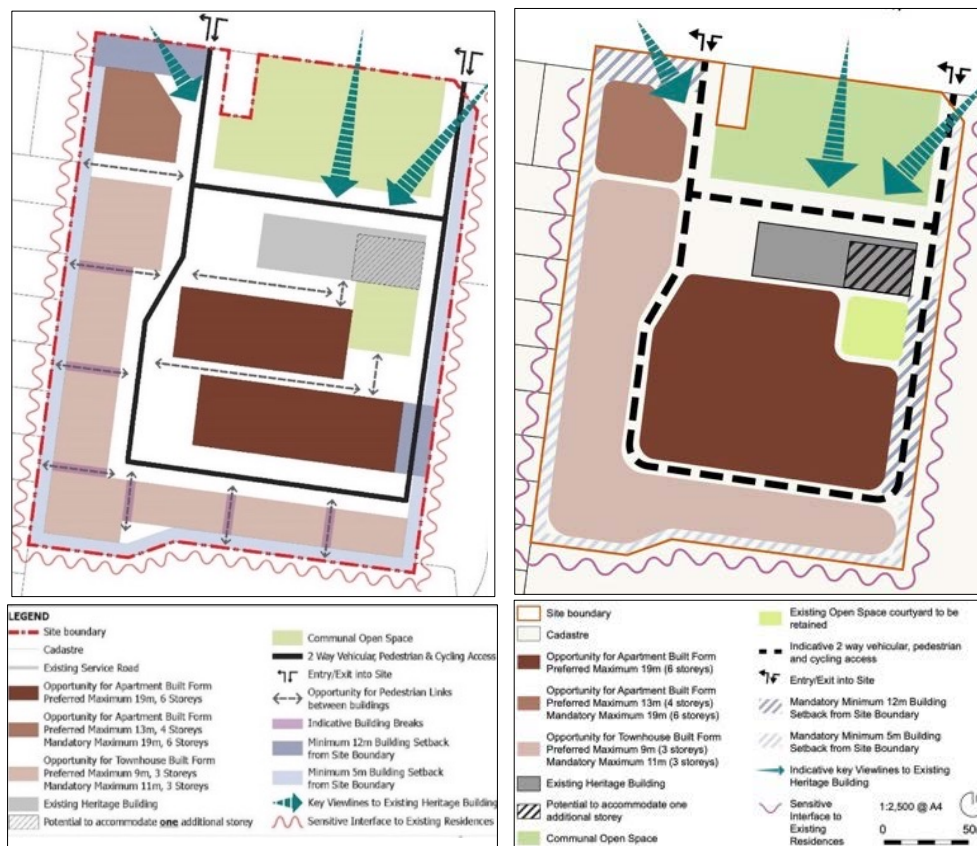 LEGEND
Site boundary
Cadastre
Existing Service Road
Opportunity for Apartment Built Form
Preferred Maximum 19m, 6 Storeys
Opportunity for Apartment Built Form
Preferred Maximum 13m, 4 Storeys
Mandatory Maximum 19m, 6 Storeys
Opportunity for Townhouse Built Form
Preferred Maximum 9m, 3 Storeys
Mandatory Maximum 11m, 3 Storeys
Existing Heritage Building
Potential to accommodate one additional storey
Communal Open Space
2 Way Vehicular, Pedestrian & Cycling Access
Entry/Exit into Site
Opportunity for Pedestrian Links
between buildings
Indicative Building Breaks
Minimum 12m Building Setback
from Site Boundary
Minimum 5m Building Setback
from Site Boundary
Key Viewlines to Existing Heritage Building
Sensitive Interface to Existing Residences
Site boundary
Cadastre
Opportunity for Apartment Built Form
Preferred Maximum 19m (6 storeys)
Opportunity for Apartment Built Form
Preferred Maximum 13m (4 storeys)
Mandatory Maximum 19m (6 storeys)
Opportunity for Townhouse Built Form
Preferred Maximum 9m (3 storeys)
Mandatory Maximum 11m (3 storeys)
Existing Heritage Building
Potential to accommodate one
additional storey
Communal Open Space
Existing Open Space courtyard to be
retained
Indicative 2 way vehicular, pedestrian
and cycling access
Entry/Exit into Site
Mandatory Minimum 12m Building
Setback from Site Boundary
Mandatory Minimum 5m Building
Setback from Site Boundary
Indicative key Viewlines to Existing
Heritage Building
Sensitive
Interface to
Existing
Residences
1:2,500 @ A4
0 50